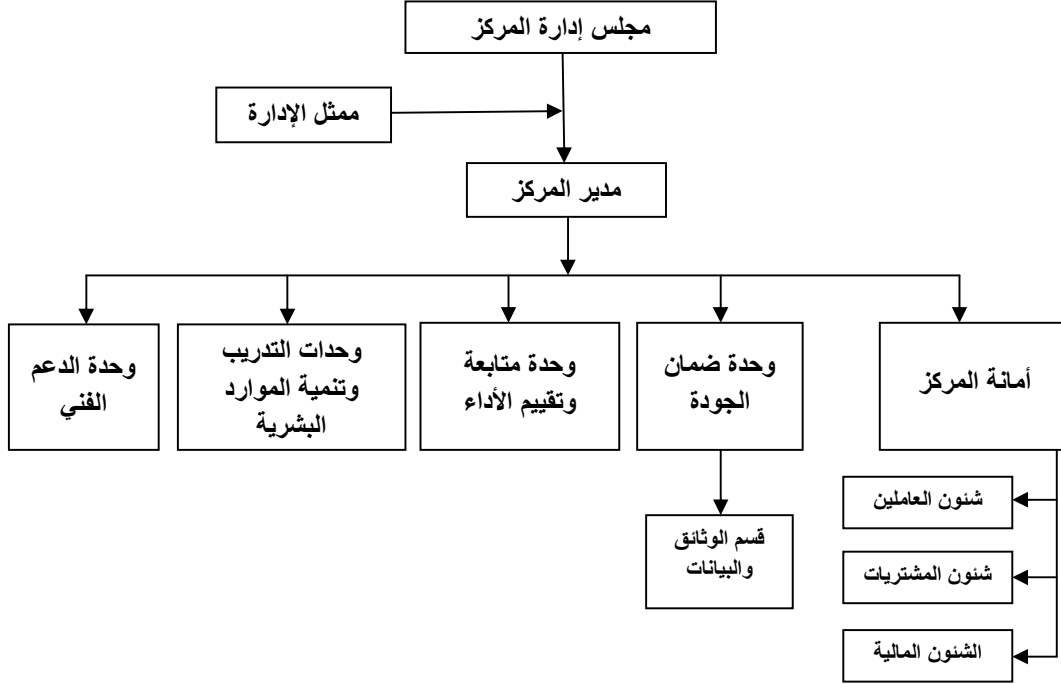 مجلس إدارة المركز
ممثل الإدارة
مدير المركز
أمانة المركز
وحدة ضمان
الجودة
وحدة متابعة
وتقييم الأداء
وحدات التدريب
وتنمية الموارد
البشرية
وحدة الدعم
الفني
شئون العاملين
شئون المشتريات
الشئون المالية
قسم الوثائق
والبيانات